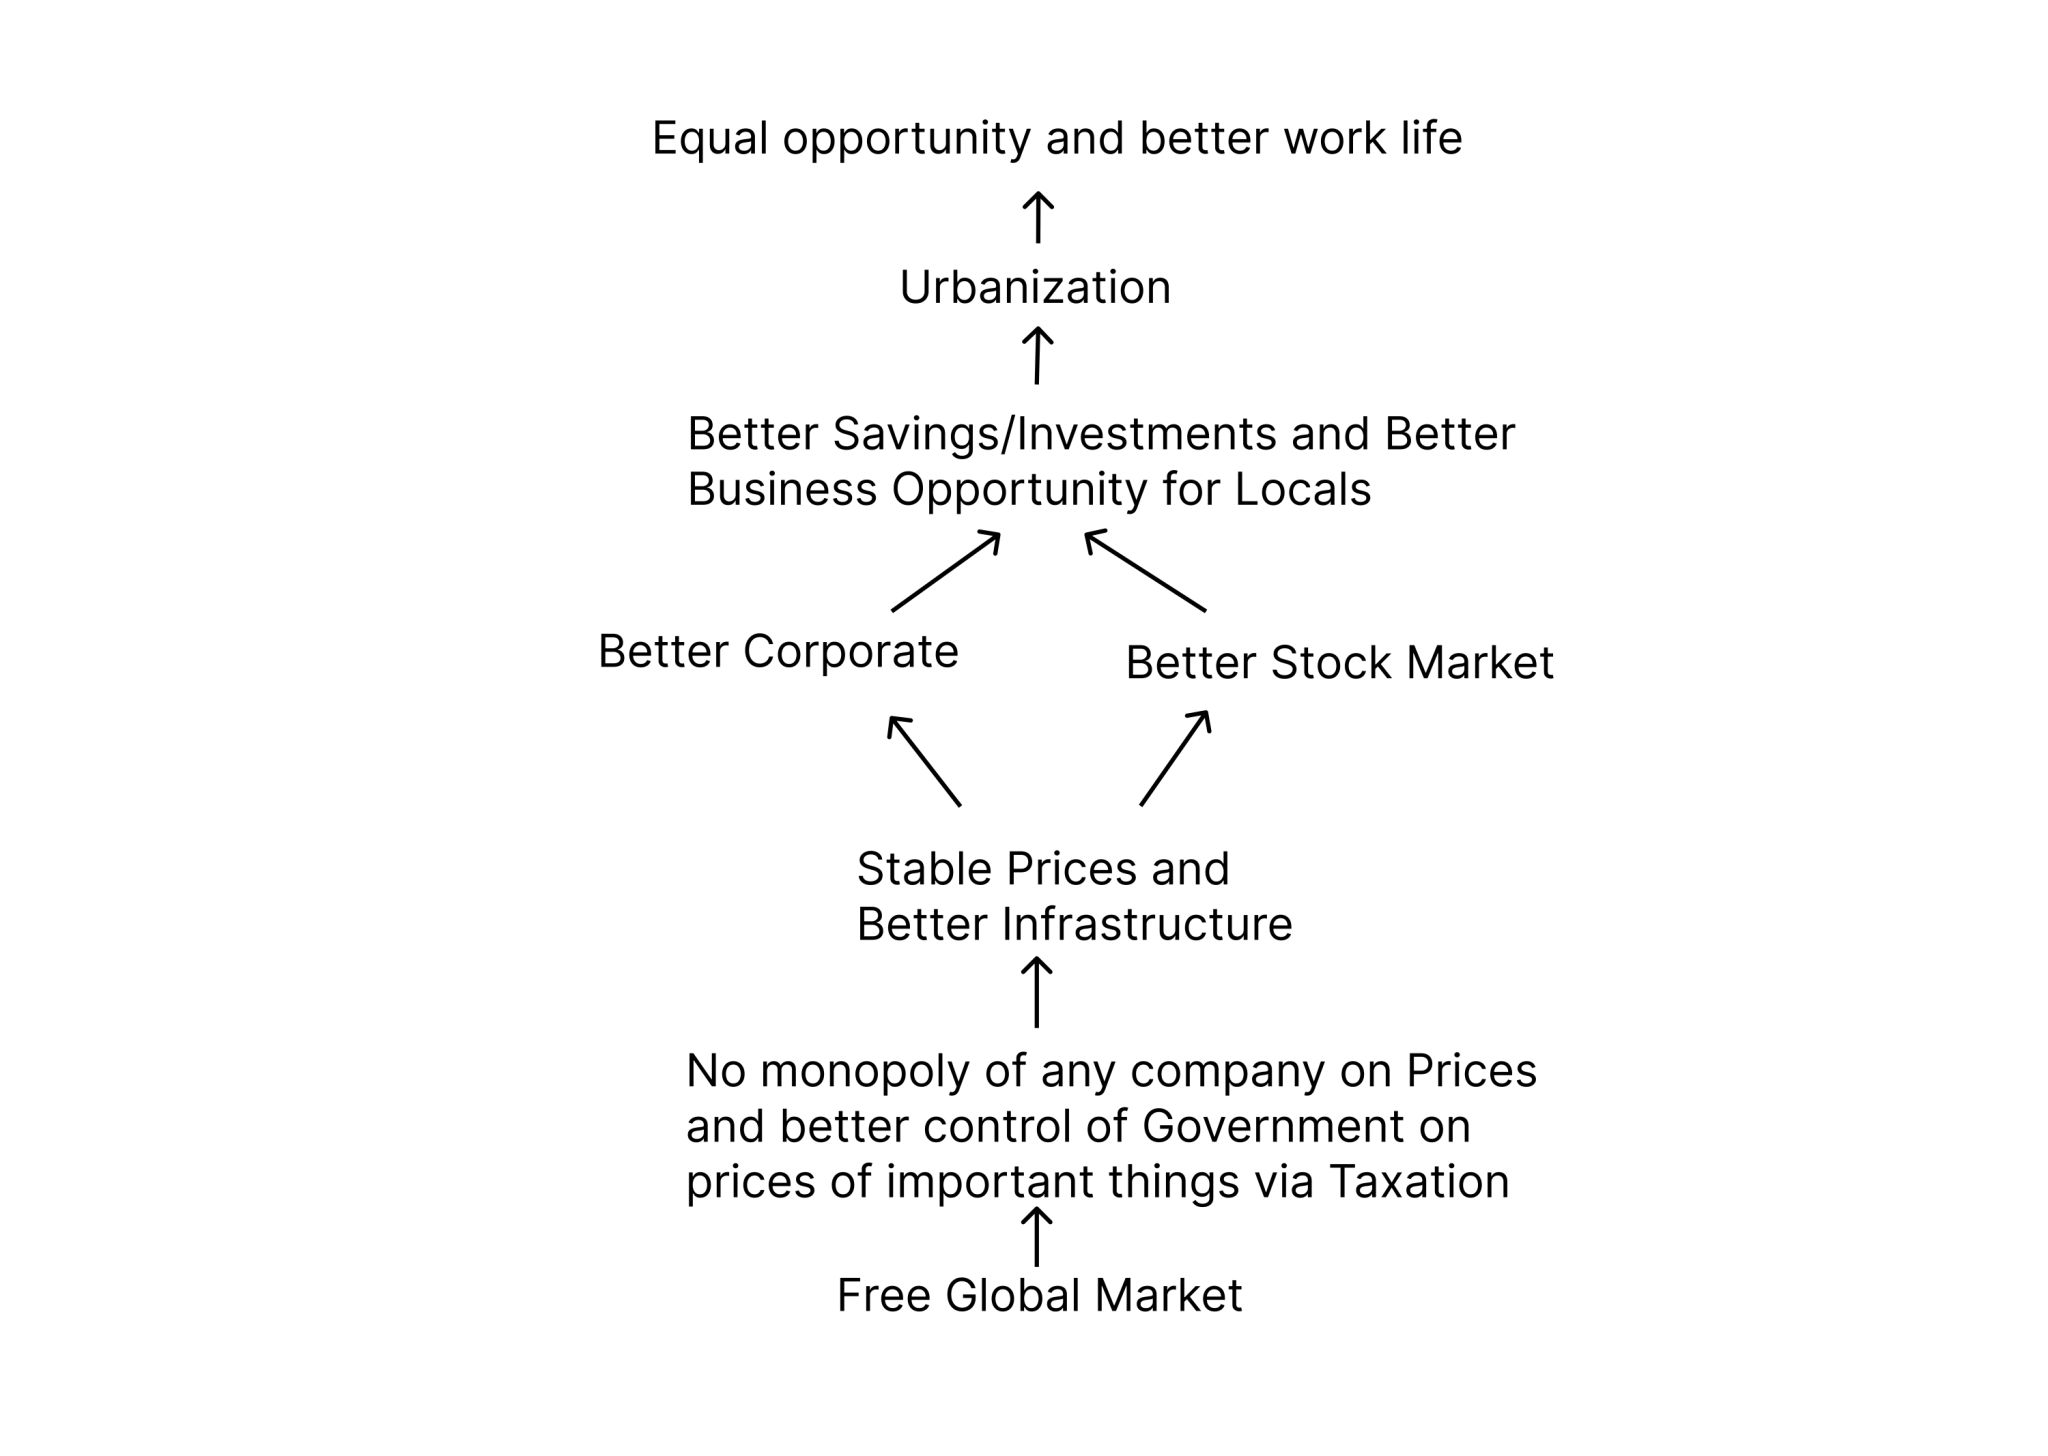 Equal opportunity and better work life
Urbanization
Better Savings/Investments and Better
Business Opportunity for Locals
Better Corporate
Better Stock Market
Stable Prices and
Better Infrastructure
No monopoly of any company on Prices
and better control of Government on
prices of important things via Taxation
Free Global Market